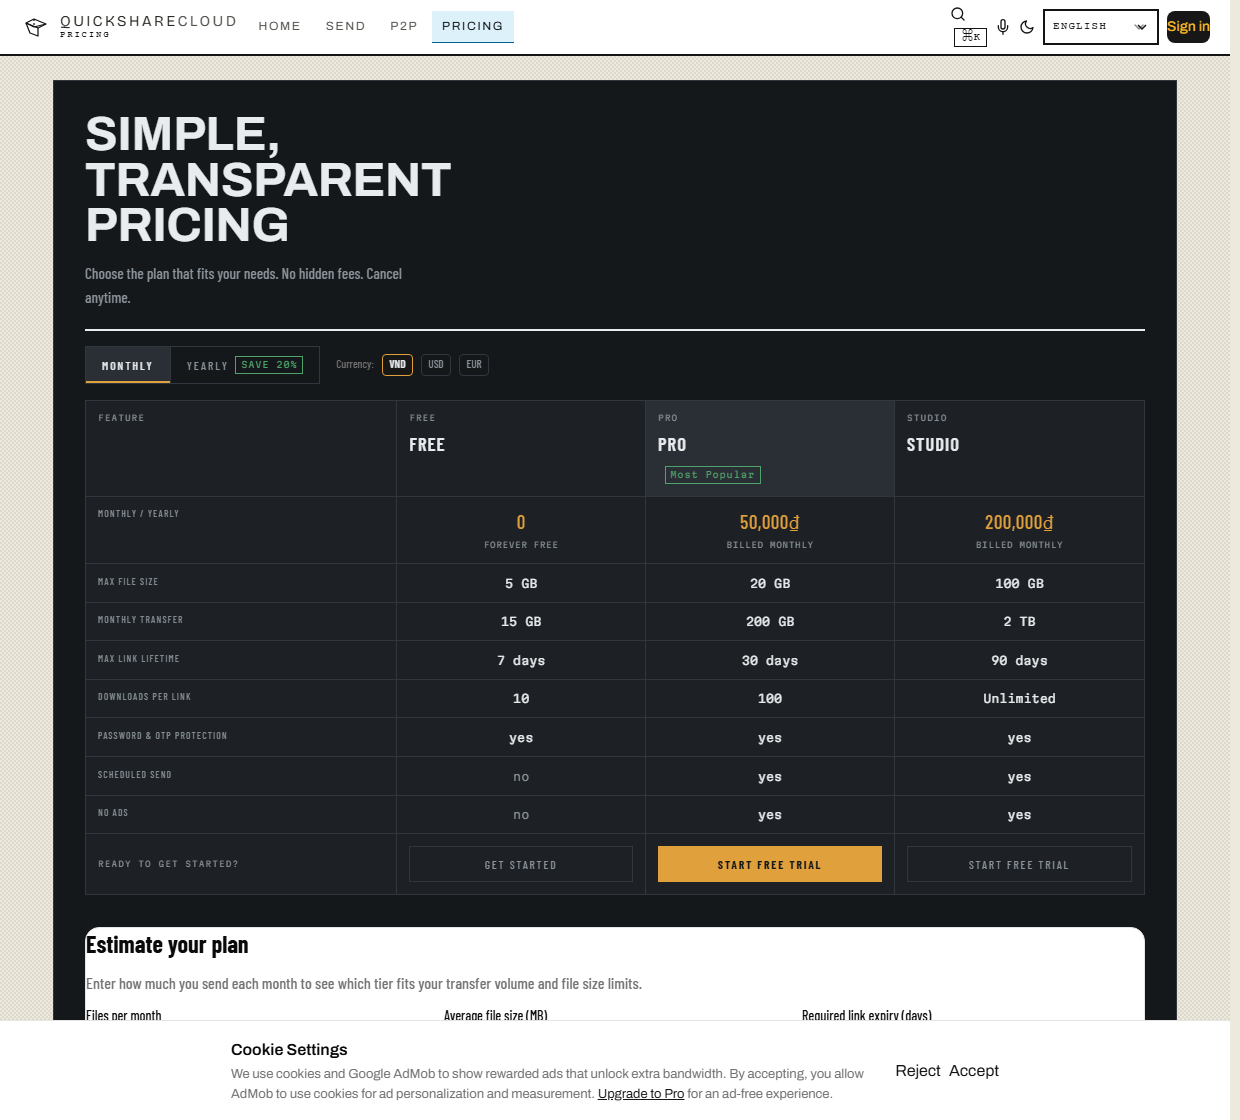 QUICKSHARECLOUD
PRICING
HOME SEND P2P PRICING
⌘K
ENGLISH
Sign in
SIMPLE,
TRANSPARENT
PRICING
Choose the plan that fits your needs. No hidden fees. Cancel
anytime.
MONTHLY YEARLY SAVE 20% Currency: VND USD EUR
FEATURE FREE PRO STUDIO
FREE PRO STUDIO
Most Popular
MONTHLY / YEARLY 0 50,000₫ 200,000₫
FOREVER FREE BILLED MONTHLY BILLED MONTHLY
MAX FILE SIZE 5 GB 20 GB 100 GB
MONTHLY TRANSFER 15 GB 200 GB 2 TB
MAX LINK LIFETIME 7 days 30 days 90 days
DOWNLOADS PER LINK 10 100 Unlimited
PASSWORD & OTP PROTECTION yes yes yes
SCHEDULED SEND no yes yes
NO ADS no yes yes
READY TO GET STARTED? GET STARTED START FREE TRIAL START FREE TRIAL
Estimate your plan
Enter how much you send each month to see which tier fits your transfer volume and file size limits.
Files per month Average file size (MB) Required link expiry (days)
Cookie Settings
We use cookies and Google AdMob to show rewarded ads that unlock extra bandwidth. By accepting, you allow
AdMob to use cookies for ad personalization and measurement. Upgrade to Pro for an ad-free experience.
Reject Accept